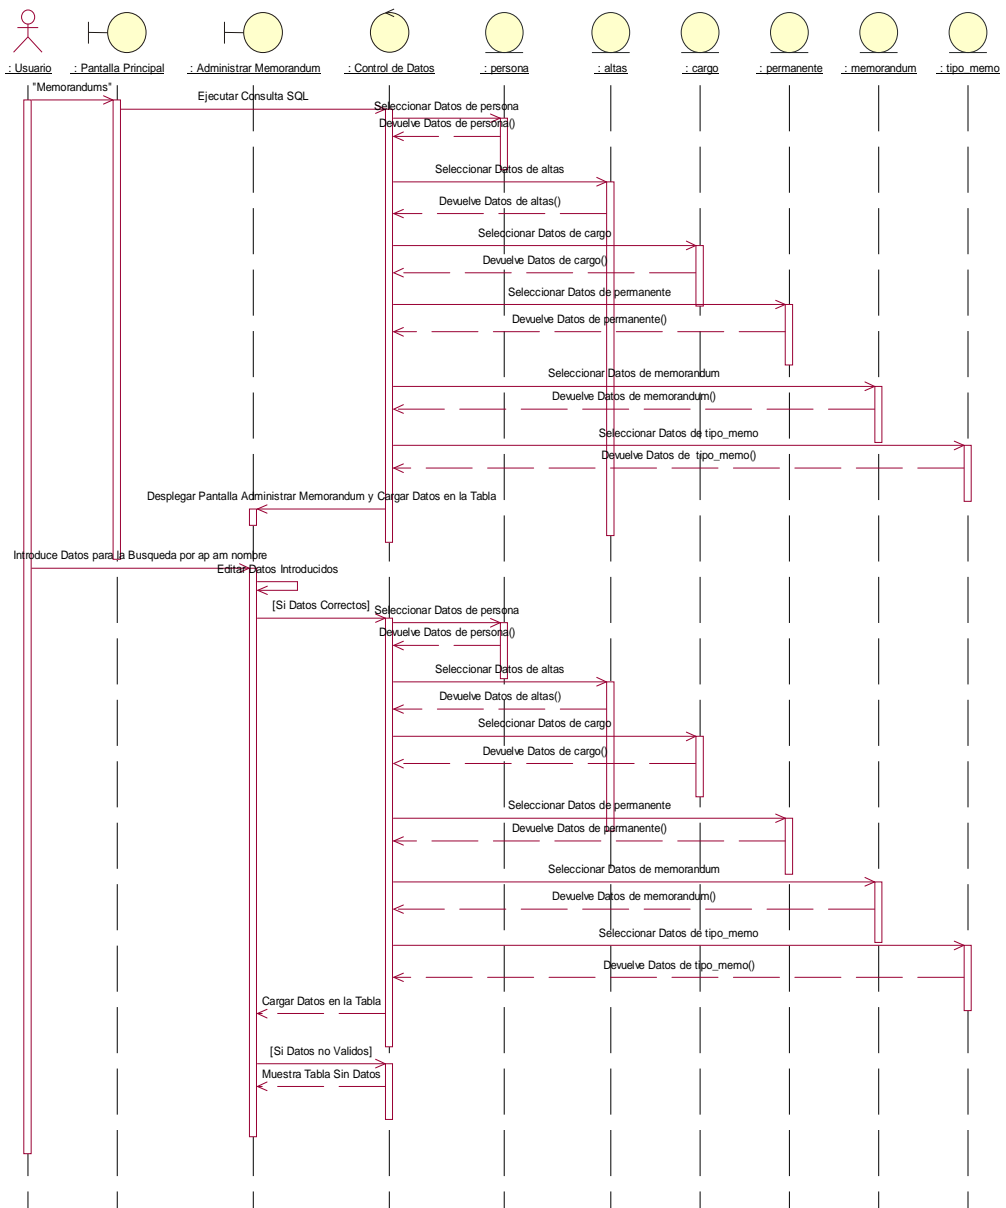 : Usuario
: Pantalla Principal
: Administrar Memorandum
: Control de Datos
: persona
: altas
: cargo
: permanente
: memorandum
: tipo_memo
"Memorandums"
Ejecutar Consulta SQL
Seleccionar Datos de persona
Devuelve Datos de persona()
Seleccionar Datos de altas
Devuelve Datos de altas()
Seleccionar Datos de cargo
Devuelve Datos de cargo()
Seleccionar Datos de permanente
Devuelve Datos de permanente()
Seleccionar Datos de memorandum
Devuelve Datos de memorandum()
Seleccionar Datos de tipo_memo
Devuelve Datos de tipo_memo()
Desplegar Pantalla Administrar Memorandum y Cargar Datos en la Tabla
Introduce Datos para la Busqueda por ap am nombre
Editar Datos Introducidos
[Si Datos Correctos]
Seleccionar Datos de persona
Devuelve Datos de persona()
Seleccionar Datos de altas
Devuelve Datos de altas()
Seleccionar Datos de cargo
Devuelve Datos de cargo()
Seleccionar Datos de permanente
Devuelve Datos de permanente()
Seleccionar Datos de memorandum
Devuelve Datos de memorandum()
Seleccionar Datos de tipo_memo
Devuelve Datos de tipo_memo()
Cargar Datos en la Tabla
[Si Datos no Validos]
Muestra Tabla Sin Datos